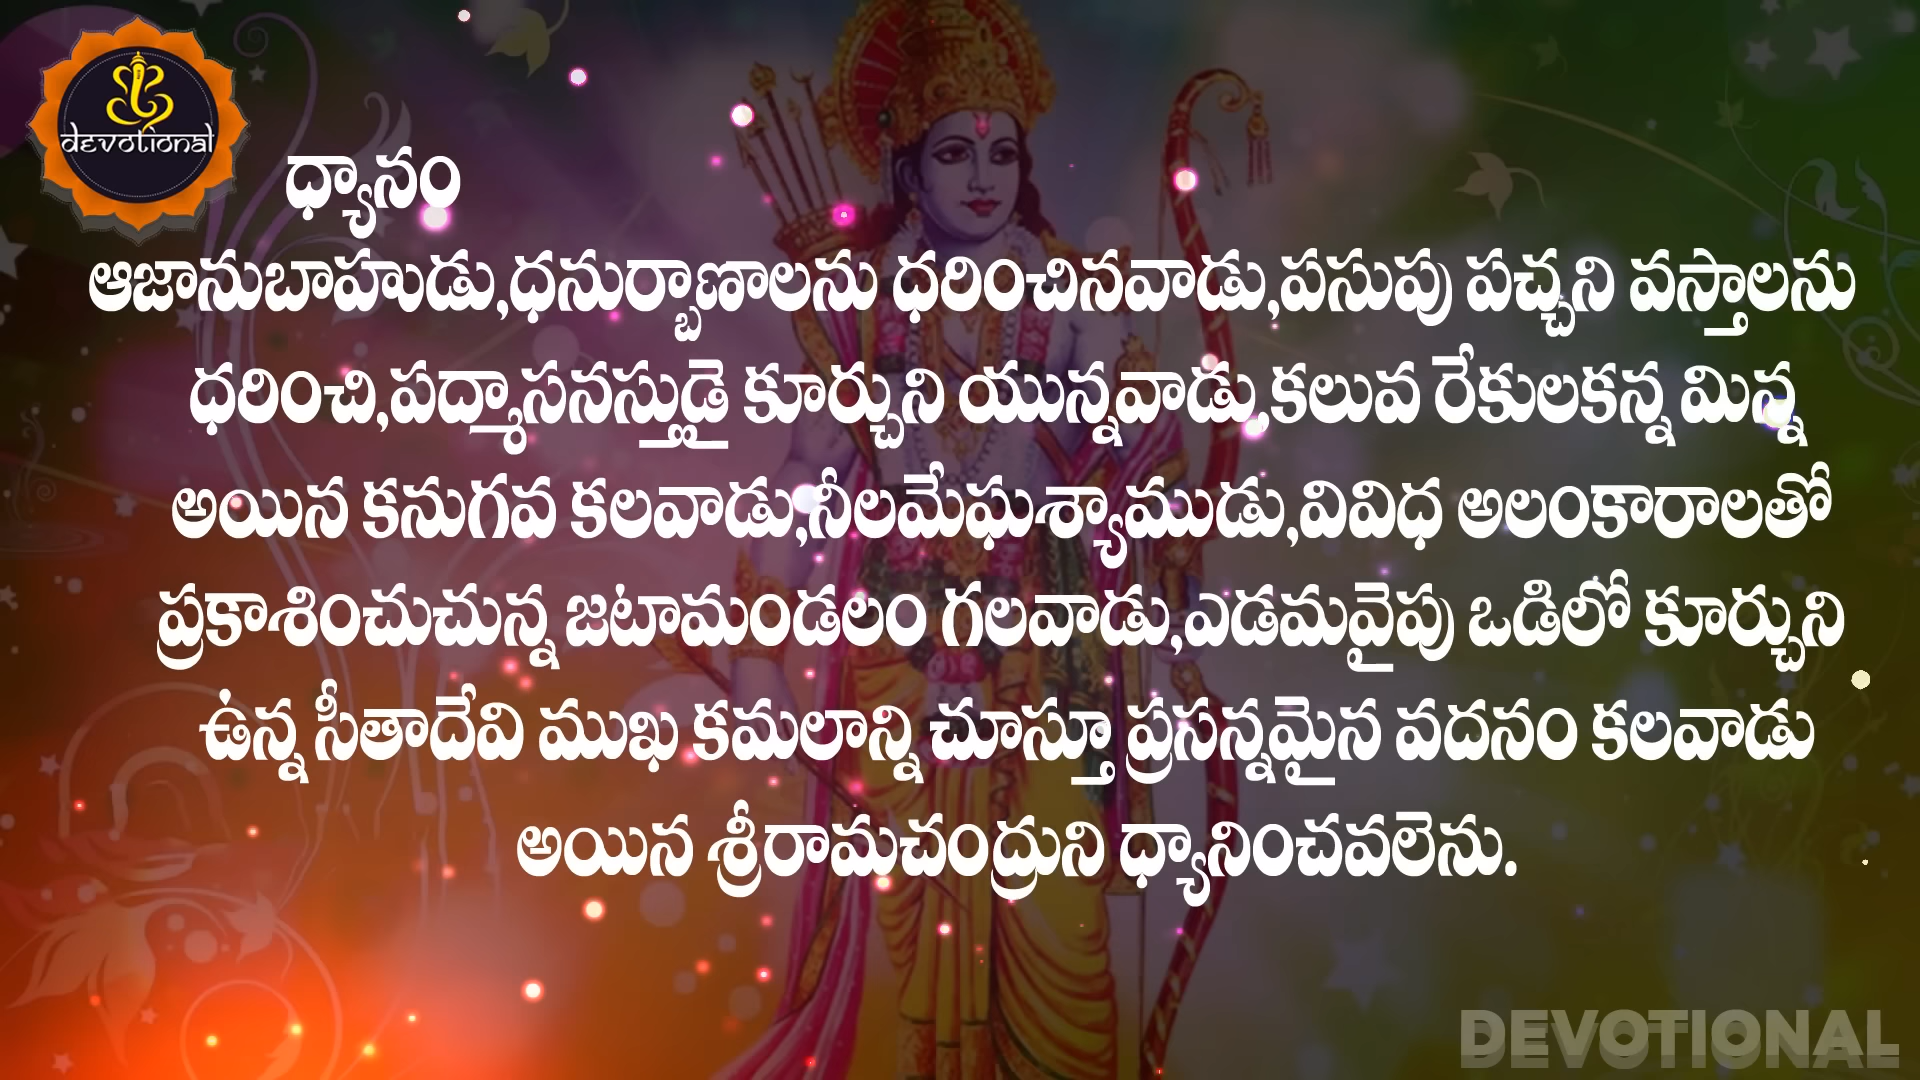 devotional
ధ్యానం
ఆజానుబాహుడు,ధనుర్బాణాలను ధరించినవాడు,పసుపు పచ్చని వస్తాలను
ధరించి,పద్మాసనస్తుడై కూర్చుని యున్నవాడు,కలువ రేకులకన్న మిన్న
అయిన కనుగవ కలవాడు,నీలమేఘశ్యాముడు,వివిధ అలంకారాలతో
ప్రకాశించుచున్న జటామండలం గలవాడు,ఎడమవైపు ఒడిలో కూర్చుని
ఉన్న సీతాదేవి ముఖ కమలాన్ని చూస్తూ ప్రసన్నమైన వదనం కలవాడు
అయిన శ్రీరామచంద్రుని ధ్యానించవలెను.
DEVOTIONAL